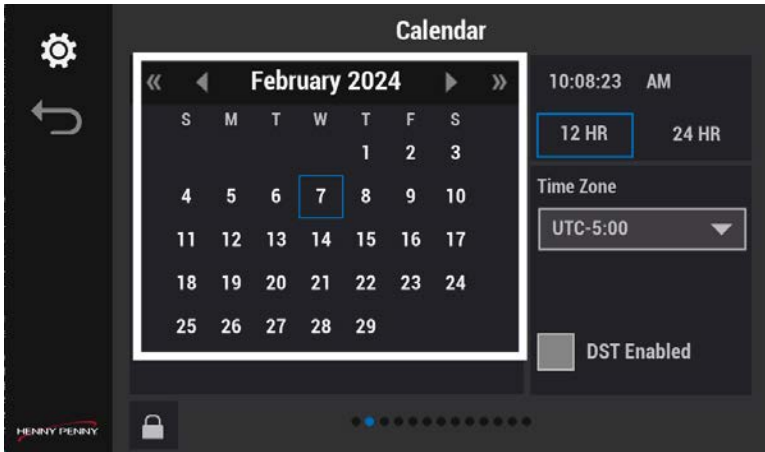 Calendar
« February 2024 »
S M T W T F S
1 2 3
4 5 6 7 8 9 10
11 12 13 14 15 16 17
18 19 20 21 22 23 24
25 26 27 28 29
10:08:23 AM
12 HR 24 HR
Time Zone
UTC-5:00
DST Enabled
HENNY PENNY